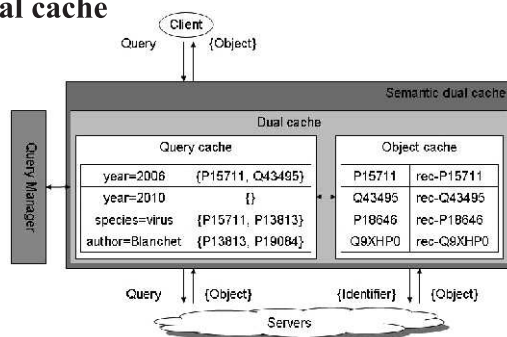 al cache
Client
Query {Object}
Semantic dual cache
Dual cache
Query Manager
Query cache
year=2006 {P15711, Q43495}
year=2010 {}
species=virus {P15711, P13813}
author=Blanchet {P13813, P19084}
Object cache
P15711 rec-P15711
Q43495 rec-Q43495
P18646 rec-P18646
Q9XHP0 rec-Q9XHP0
Query {Object} {Identifier} {Object}
Servers